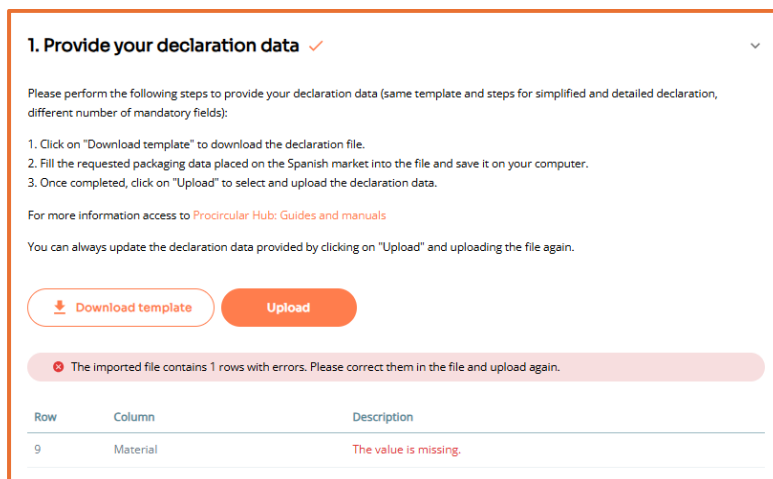 1. Provide your declaration data
Please perform the following steps to provide your declaration data (same template and steps for simplified and detailed declaration,
different number of mandatory fields):
1. Click on "Download template" to download the declaration file.
2. Fill the requested packaging data placed on the Spanish market into the file and save it on your computer.
3. Once completed, click on "Upload" to select and upload the declaration data.
For more information access to Procircular Hub: Guides and manuals
You can always update the declaration data provided by clicking on "Upload" and uploading the file again.
Download template Upload
The imported file contains 1 rows with errors. Please correct them in the file and upload again.
Row Column Description
9 Material The value is missing.